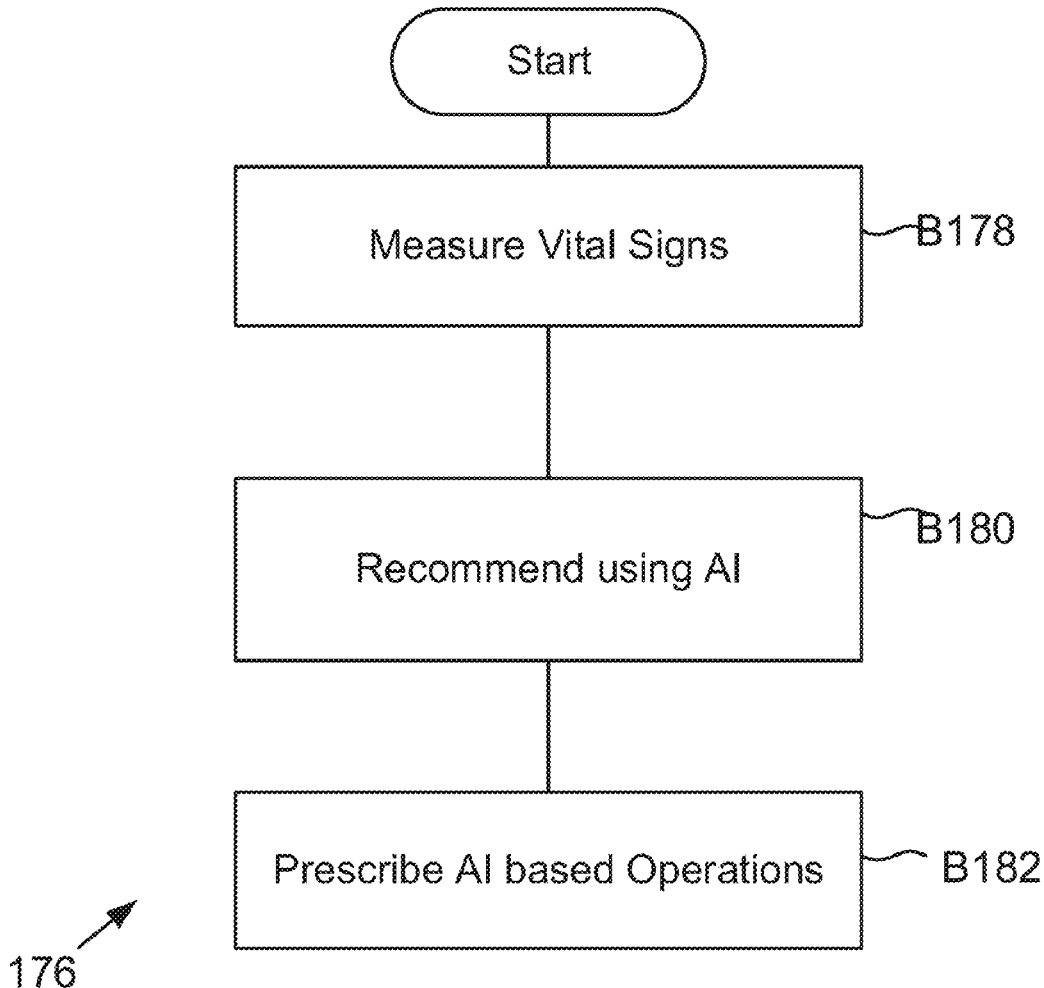 Start
Measure Vital Signs
B178
Recommend using AI
B180
Prescribe AI based Operations
B182
176